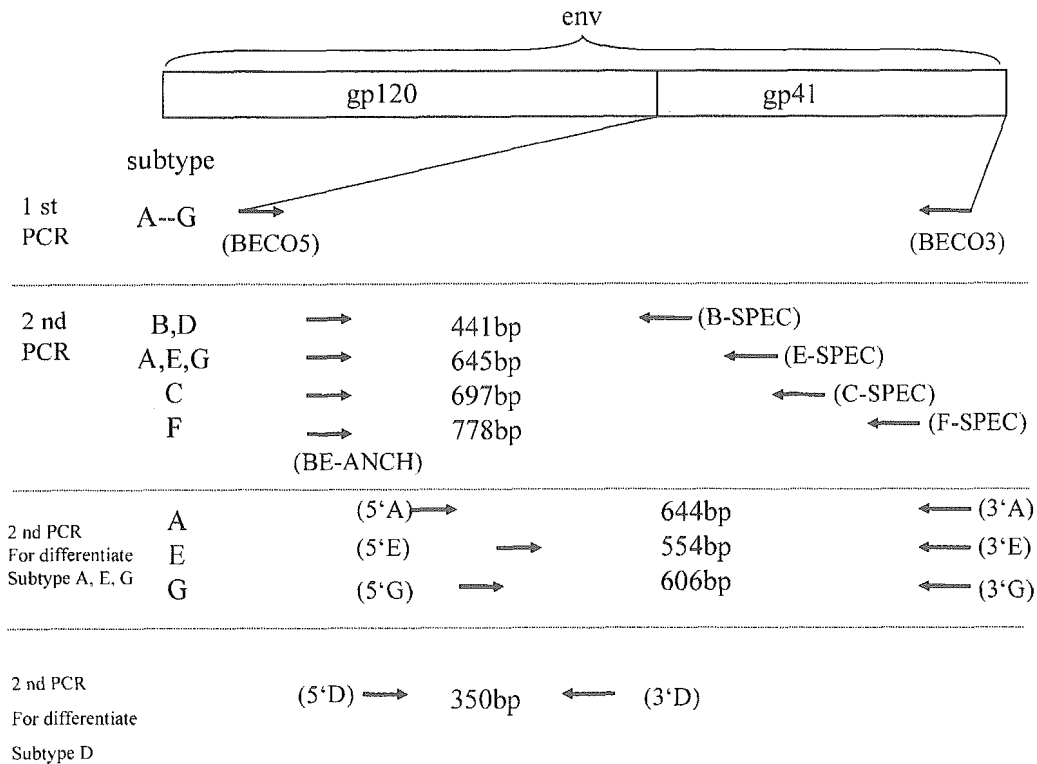 env
gp120 gp41
subtype
1 st
PCR
A--G
(BECO5) (BECO3)
2 nd
PCR
B,D 441bp (B-SPEC)
A,E,G 645bp (E-SPEC)
C 697bp (C-SPEC)
F 778bp (F-SPEC)
(BE-ANCH)
2 nd PCR
For differentiate
Subtype A, E, G
A (5‘A) 644bp (3‘A)
E (5‘E) 554bp (3‘E)
G (5‘G) 606bp (3‘G)
2 nd PCR
For differentiate
Subtype D
(5‘D) 350bp (3‘D)